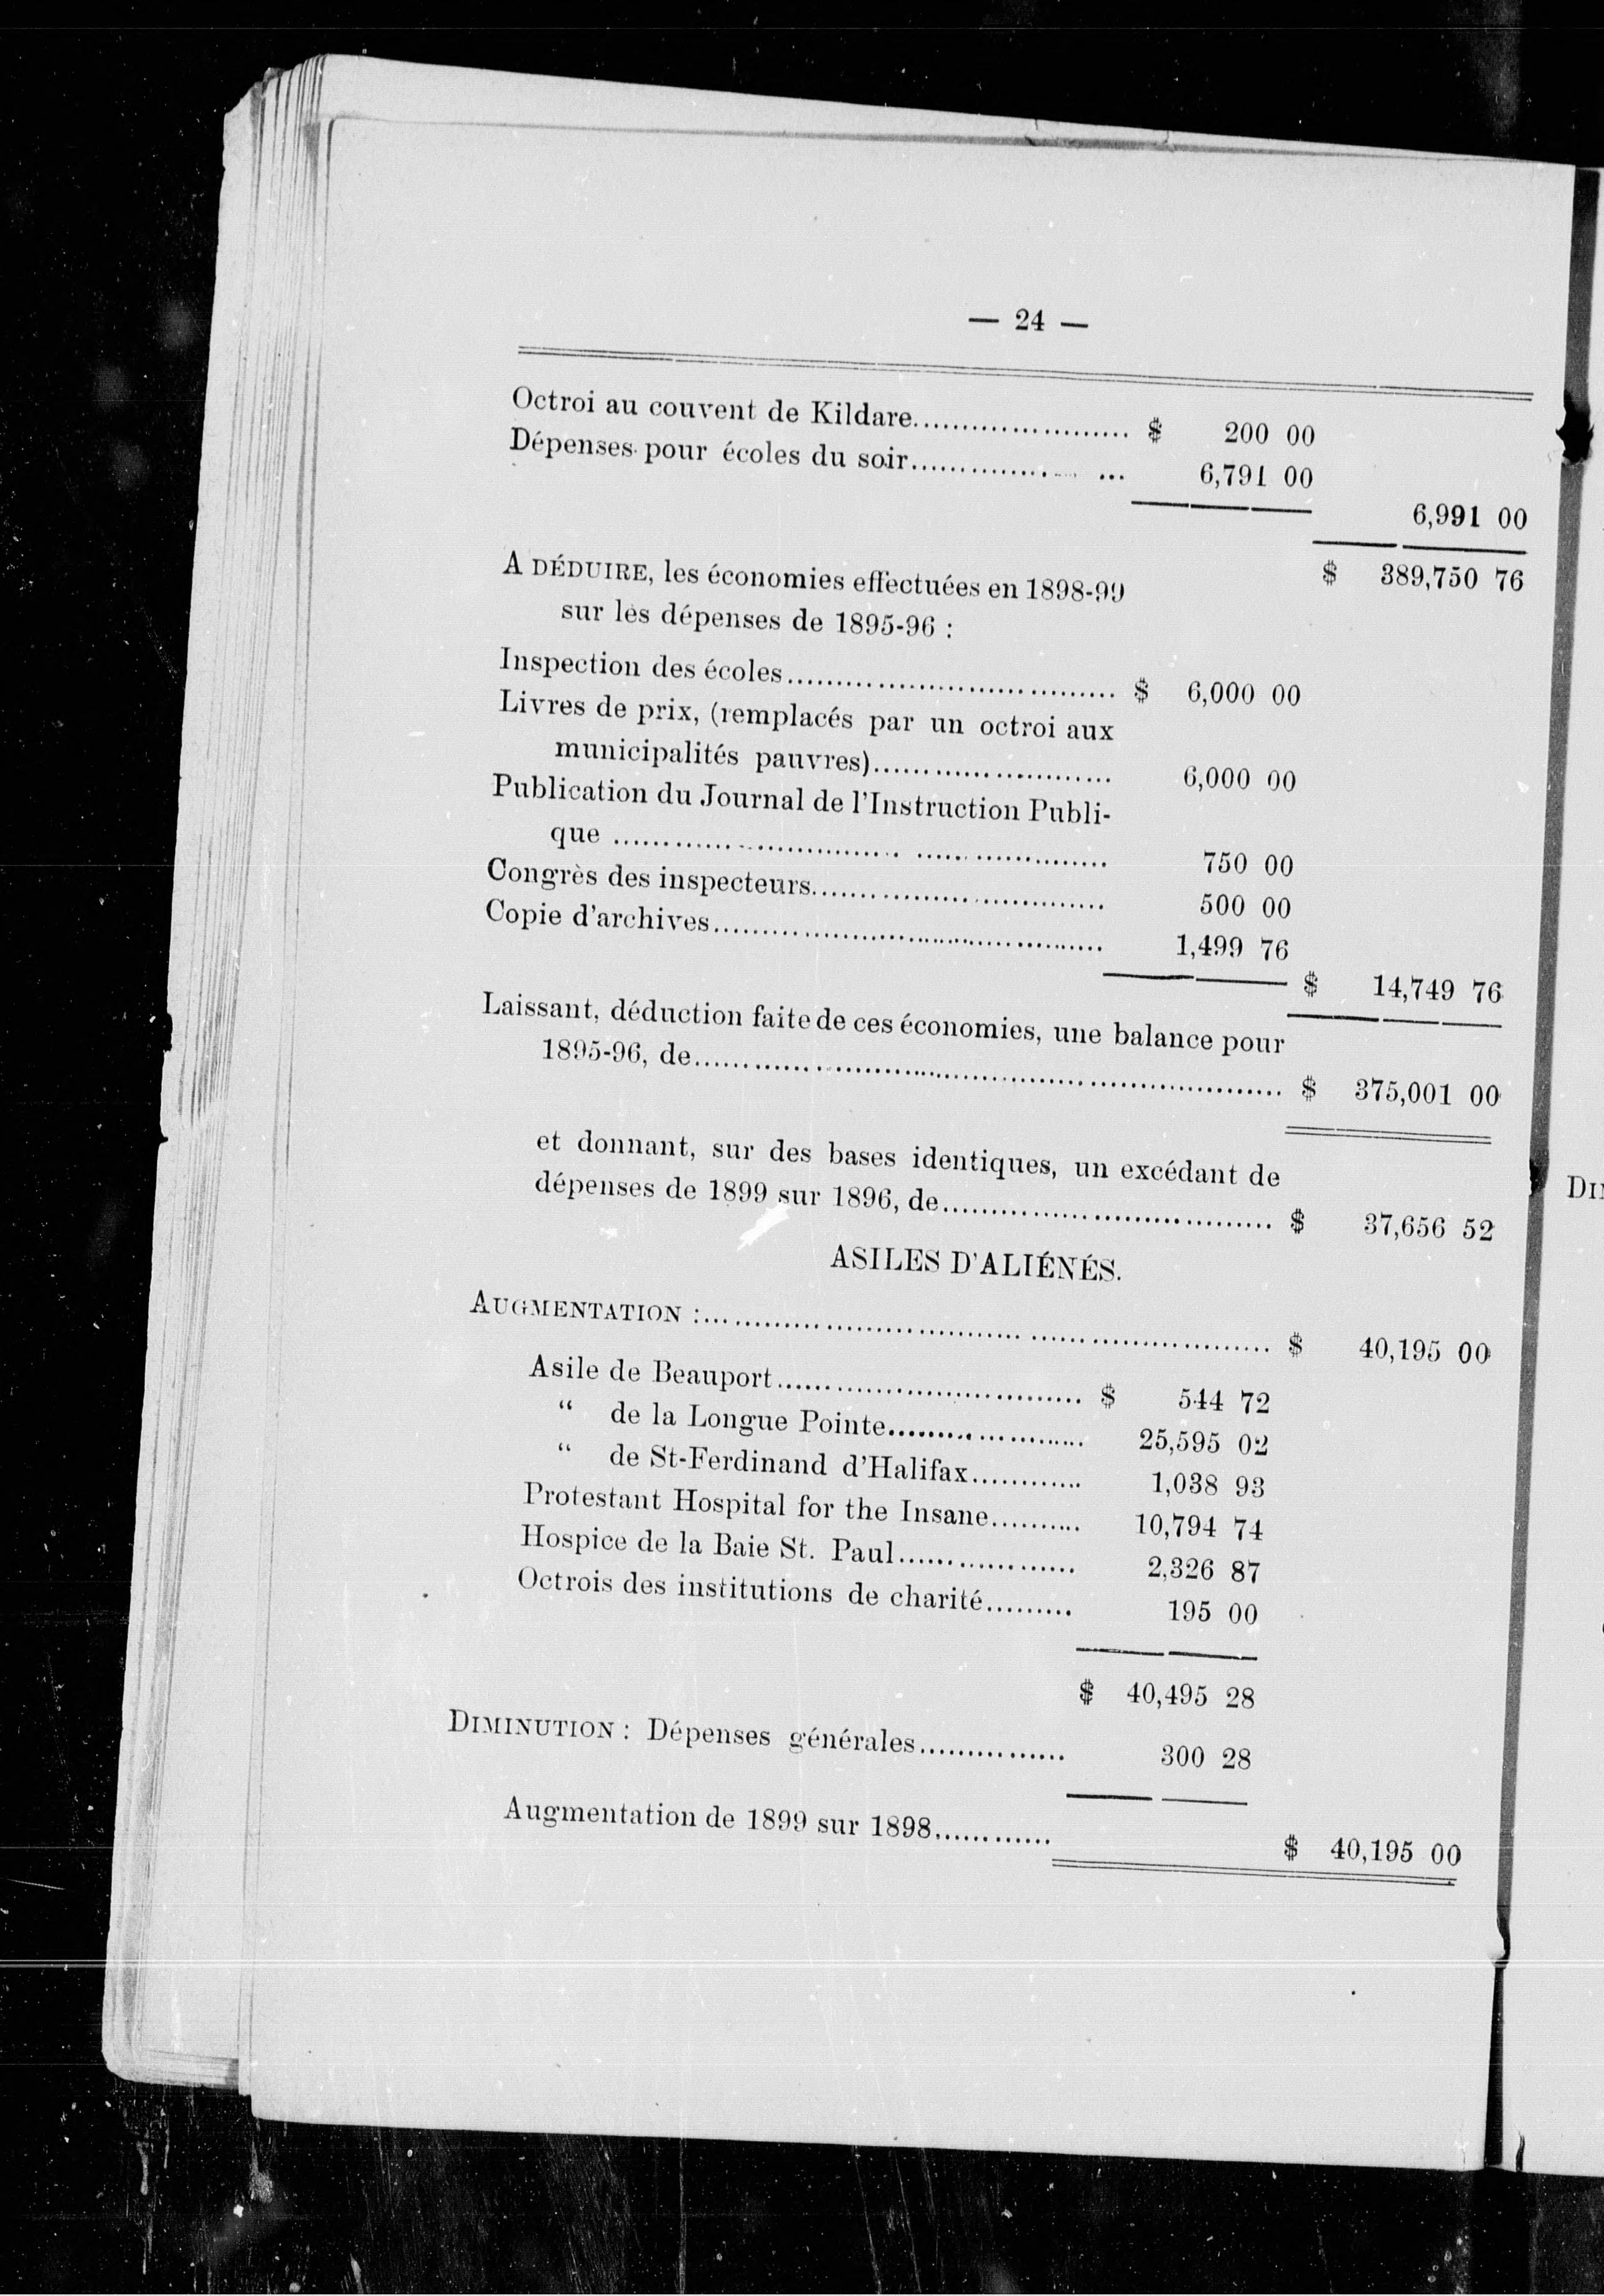 — 24 —
Octroi au couvent de Kildare...................... $ 200 00
Dépenses pour écoles du soir................. ... 6,791 00
6,991 00
$ 389,750 76
A DÉDUIRE, les économies effectuées en 1898-99
sur les dépenses de 1895-96 :
Inspection des écoles................................. $ 6,000 00
Livres de prix, (remplacés par un octroi aux
municipalités pauvres)........................ 6,000 00
Publication du Journal de l'Instruction Publi-
que ................................................. 750 00
Congrès des inspecteurs............................. 500 00
Copie d'archives....................................... 1,499 76
$ 14,749 76
Laissant, déduction faite de ces économies, une balance pour
1895-96, de........................................................... $ 375,001 00
et donnant, sur des bases identiques, un excédant de
dépenses de 1899 sur 1896, de................................. $ 37,656 52
ASILES D'ALIÉNÉS.
AUGMENTATION :......................................................... $ 40,195 00
Asile de Beauport............................... $ 544 72
“ de la Longue Pointe.................... 25,595 02
“ de St-Ferdinand d'Halifax........... 1,038 93
Protestant Hospital for the Insane......... 10,794 74
Hospice de la Baie St. Paul.................. 2,326 87
Octrois des institutions de charité......... 195 00
$ 40,495 28
DIMINUTION : Dépenses générales............... 300 28
Augmentation de 1899 sur 1898............ $ 40,195 00